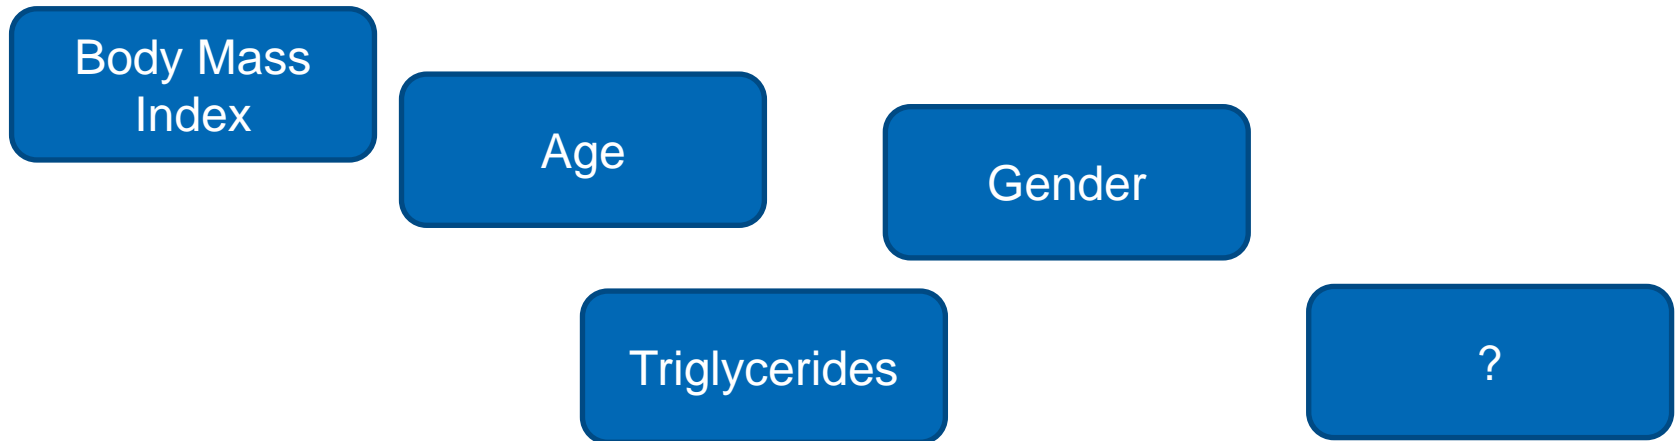 Body Mass
Index
Age
Gender
Triglycerides
?